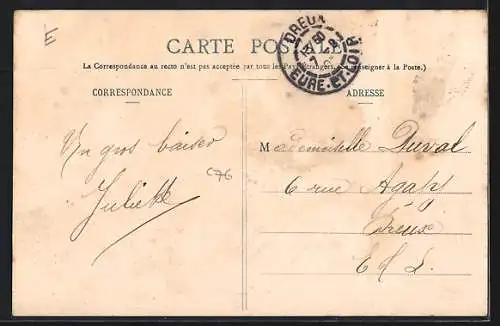 E
CARTE POSTALE
La Correspondance au recto n'est pas acceptée par tous les Pays Étrangers. (Se renseigner à la Poste.)
DREUX
EURE-ET-LOIR
CORRESPONDANCE
ADRESSE
Un gros baiser
Juliette
C76
Mademoiselle Duval
6 rue
Dreux
E L